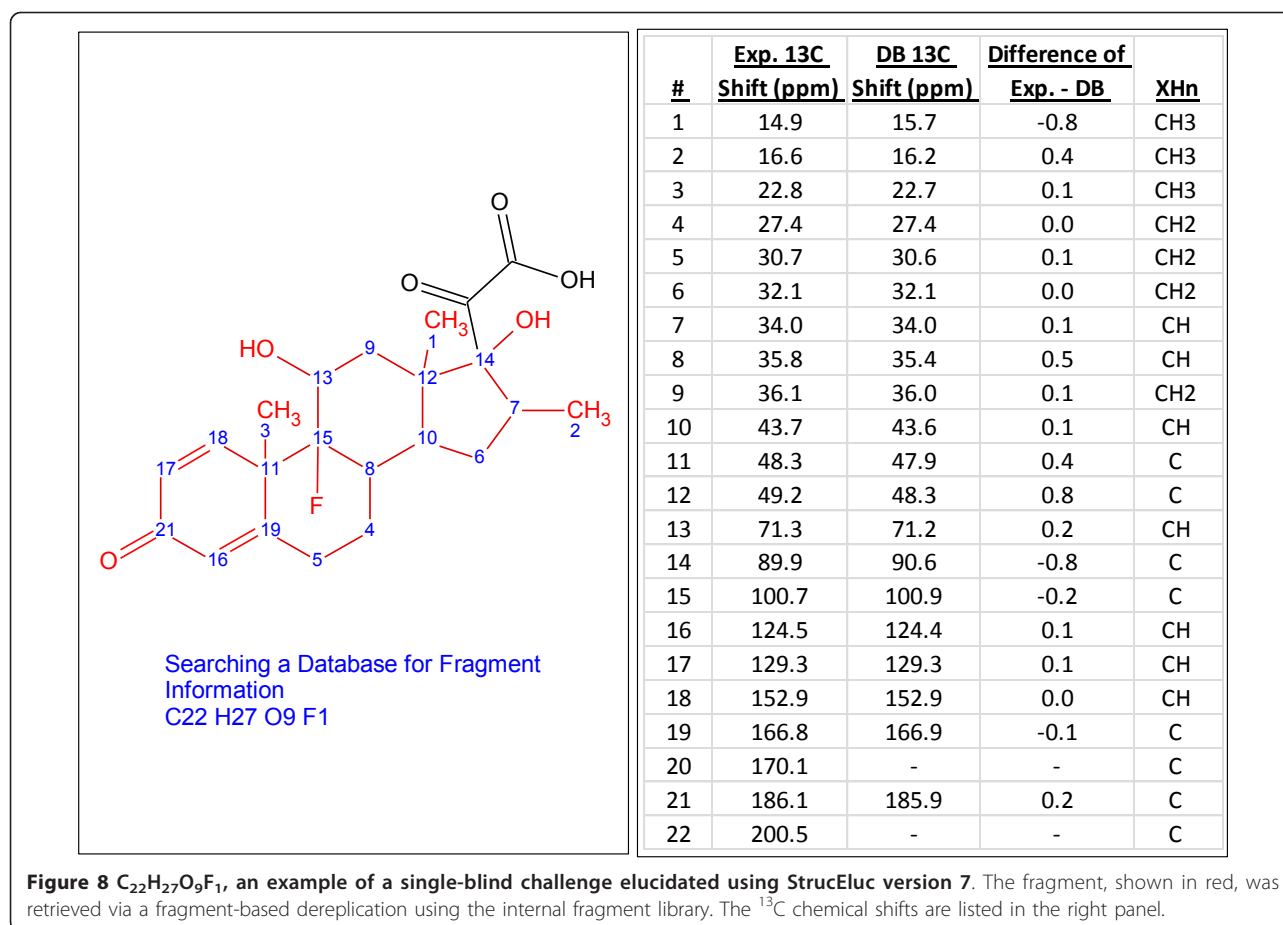 O
OH
O
CH3
OH
1
HO
9
14
13
12
CH3
7
CH3
3
15
10
2
18
11
6
8
17
F
19
4
21
O
16
5
Searching a Database for Fragment
Information
C22 H27 O9 F1
Exp. 13C DB 13C Difference of
# Shift (ppm) Shift (ppm) Exp. - DB XHn
1 14.9 15.7 -0.8 CH3
2 16.6 16.2 0.4 CH3
3 22.8 22.7 0.1 CH3
4 27.4 27.4 0.0 CH2
5 30.7 30.6 0.1 CH2
6 32.1 32.1 0.0 CH2
7 34.0 34.0 0.1 CH
8 35.8 35.4 0.5 CH
9 36.1 36.0 0.1 CH2
10 43.7 43.6 0.1 CH
11 48.3 47.9 0.4 C
12 49.2 48.3 0.8 C
13 71.3 71.2 0.2 CH
14 89.9 90.6 -0.8 C
15 100.7 100.9 -0.2 C
16 124.5 124.4 0.1 CH
17 129.3 129.3 0.1 CH
18 152.9 152.9 0.0 CH
19 166.8 166.9 -0.1 C
20 170.1 - - C
21 186.1 185.9 0.2 C
22 200.5 - - C
Figure 8 C₂₂H₂₇O₉F₁, an example of a single-blind challenge elucidated using StrucEluc version 7. The fragment, shown in red, was
retrieved via a fragment-based dereplication using the internal fragment library. The ¹³C chemical shifts are listed in the right panel.